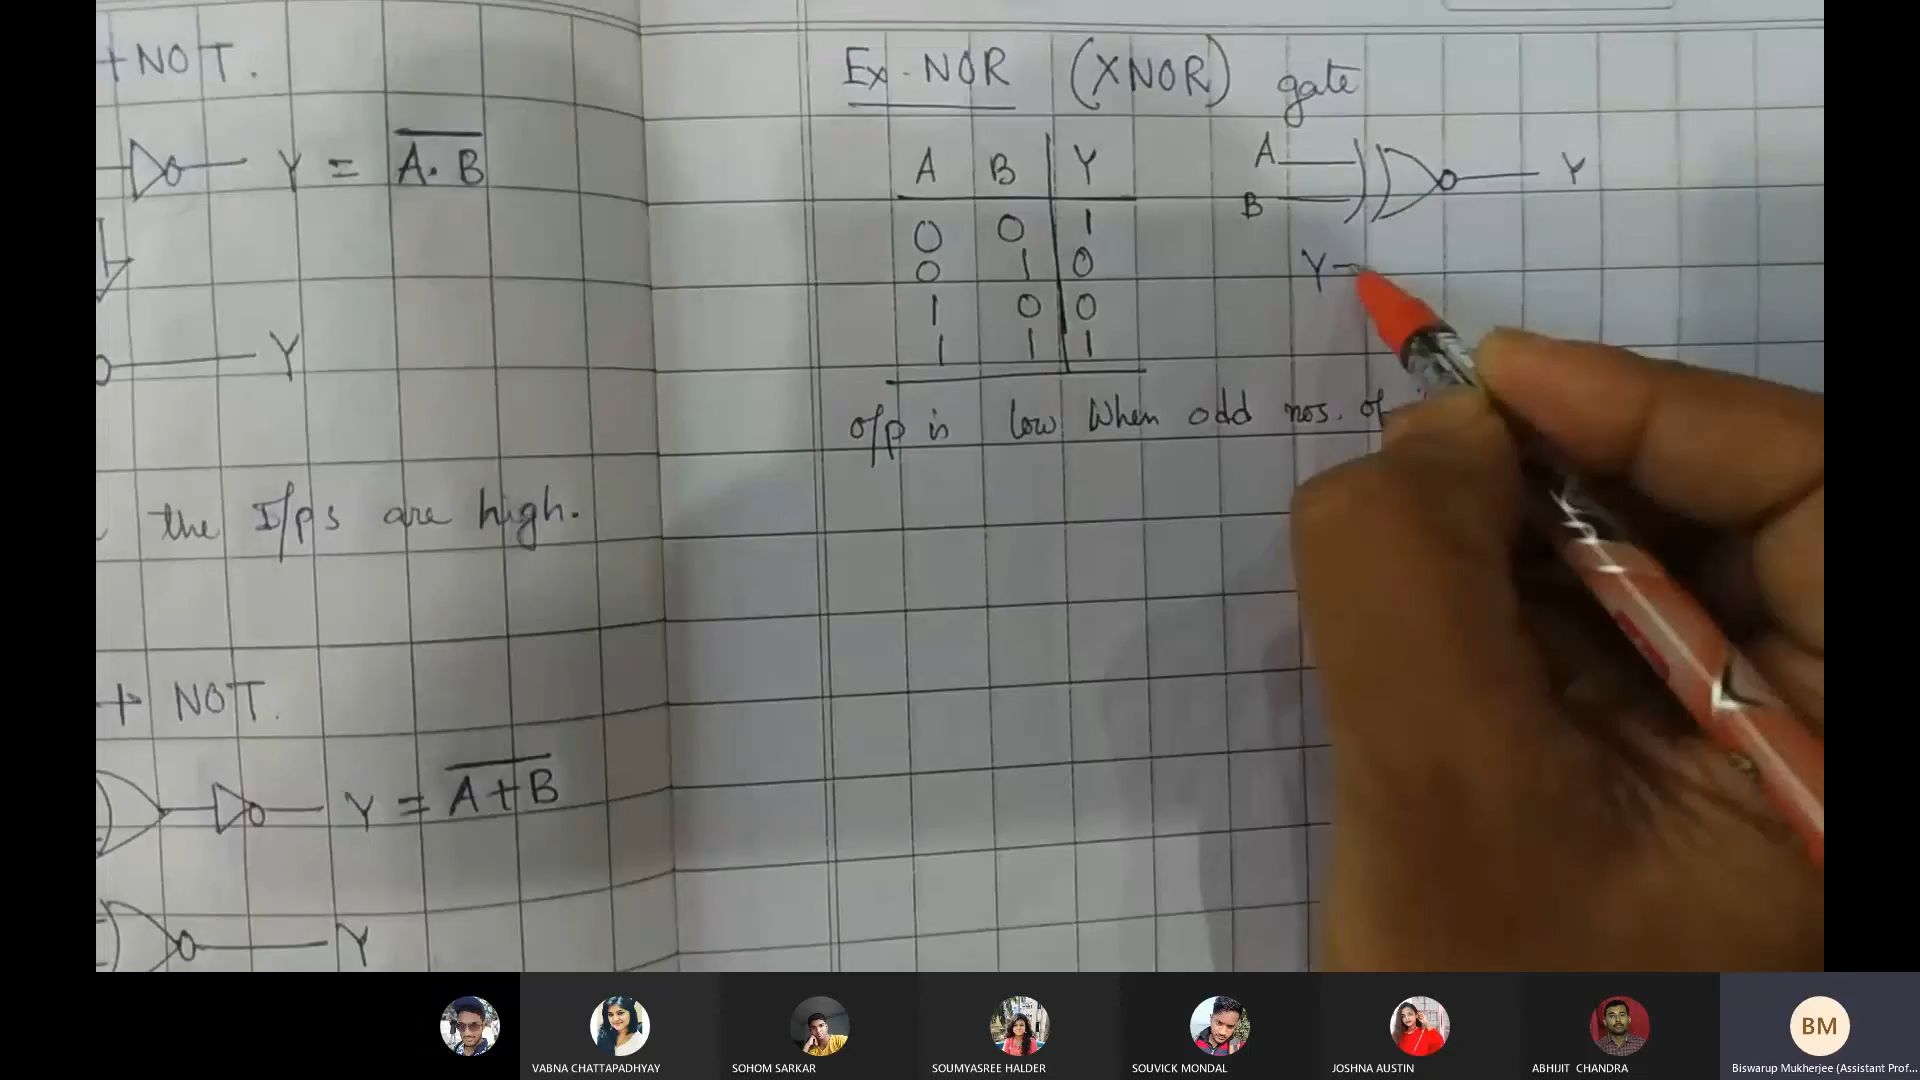 + NOT.
Y = A.B
Y
the I/ps are high.
+ NOT.
Y = A+B
Y
Ex-NOR (XNOR) gate
A B Y
0 0 1
0 1 0
1 0 0
1 1 1
A
B
Y
Y
o/p is low when odd nos. of
VABNA CHATTAPADHYAY
SOHOM SARKAR
SOUMYASREE HALDER
SOUVICK MONDAL
JOSHNA AUSTIN
ABHIJIT CHANDRA
BM
Biswarup Mukherjee (Assistant Prof...